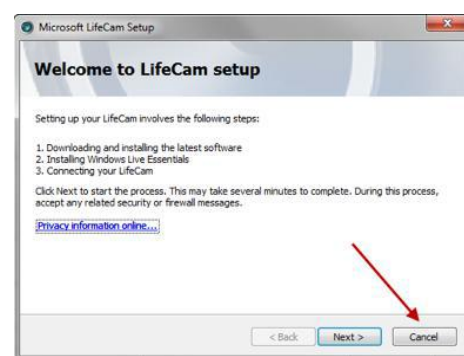 Microsoft LifeCam Setup
Welcome to LifeCam setup
Setting up your LifeCam involves the following steps:
1. Downloading and installing the latest software
2. Installing Windows Live Essentials
3. Connecting your LifeCam
Click Next to start the process. This may take several minutes to complete. During this process,
accept any related security or firewall messages.
Privacy information online...
< Back Next > Cancel